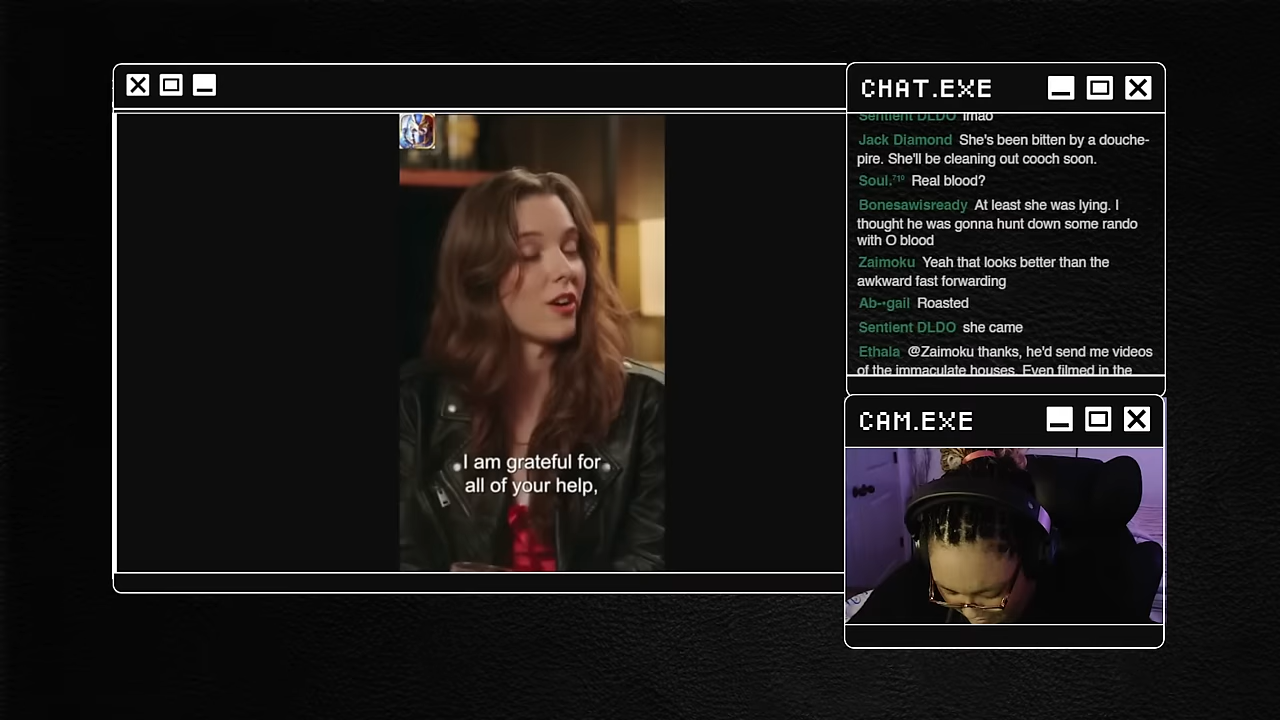 CHAT.EXE
Sentient DLDO lmao
Jack Diamond She's been bitten by a douche-
pire. She'll be cleaning out cooch soon.
Soul.⁷¹⁰ Real blood?
Bonesawisready At least she was lying. I
thought he was gonna hunt down some rando
with O blood
Zaimoku Yeah that looks better than the
awkward fast forwarding
Ab-·gail Roasted
Sentient DLDO she came
Ethala @Zaimoku thanks, he'd send me videos
of the immaculate houses. Even filmed in the
CAM.EXE
I am grateful for
all of your help,